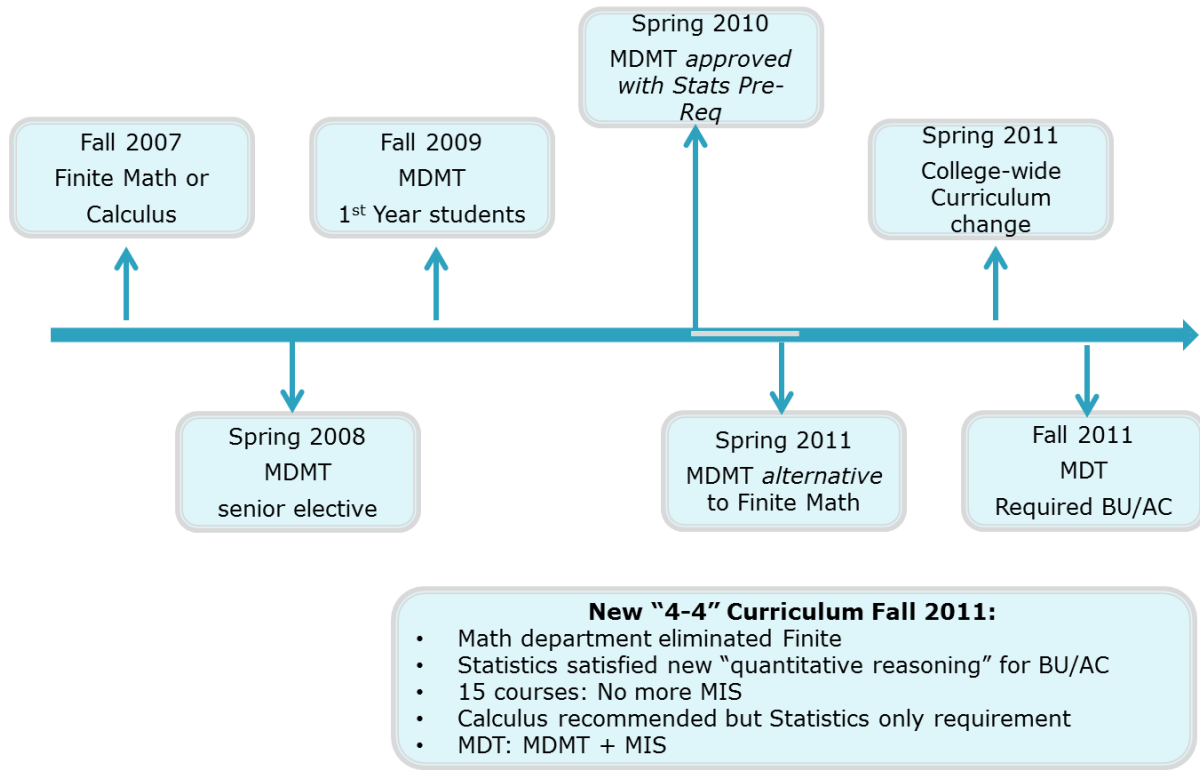 Fall 2007
Finite Math or
Calculus
Fall 2009
MDMT
1st Year students
Spring 2010
MDMT approved
with Stats Pre-
Req
Spring 2011
College-wide
Curriculum
change
Spring 2008
MDMT
senior elective
Spring 2011
MDMT alternative
to Finite Math
Fall 2011
MDT
Required BU/AC
New “4-4” Curriculum Fall 2011:
• Math department eliminated Finite
• Statistics satisfied new “quantitative reasoning” for BU/AC
• 15 courses: No more MIS
• Calculus recommended but Statistics only requirement
• MDT: MDMT + MIS